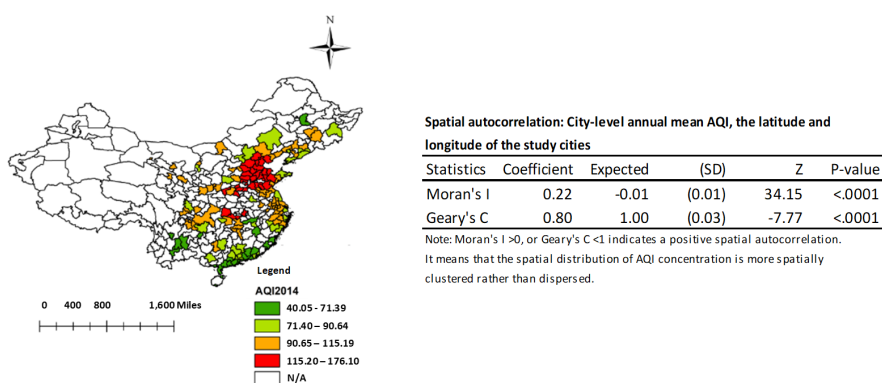 N
Legend
AQI2014
0 400 800 1,600 Miles
40.05 - 71.39
71.40 – 90.64
90.65 – 115.19
115.20 – 176.10
N/A
Spatial autocorrelation: City-level annual mean AQI, the latitude and
longitude of the study cities
Statistics Coefficient Expected (SD) Z P-value
Moran's I 0.22 -0.01 (0.01) 34.15 <.0001
Geary's C 0.80 1.00 (0.03) -7.77 <.0001
Note: Moran's I >0, or Geary's C <1 indicates a positive spatial autocorrelation.
It means that the spatial distribution of AQI concentration is more spatially
clustered rather than dispersed.